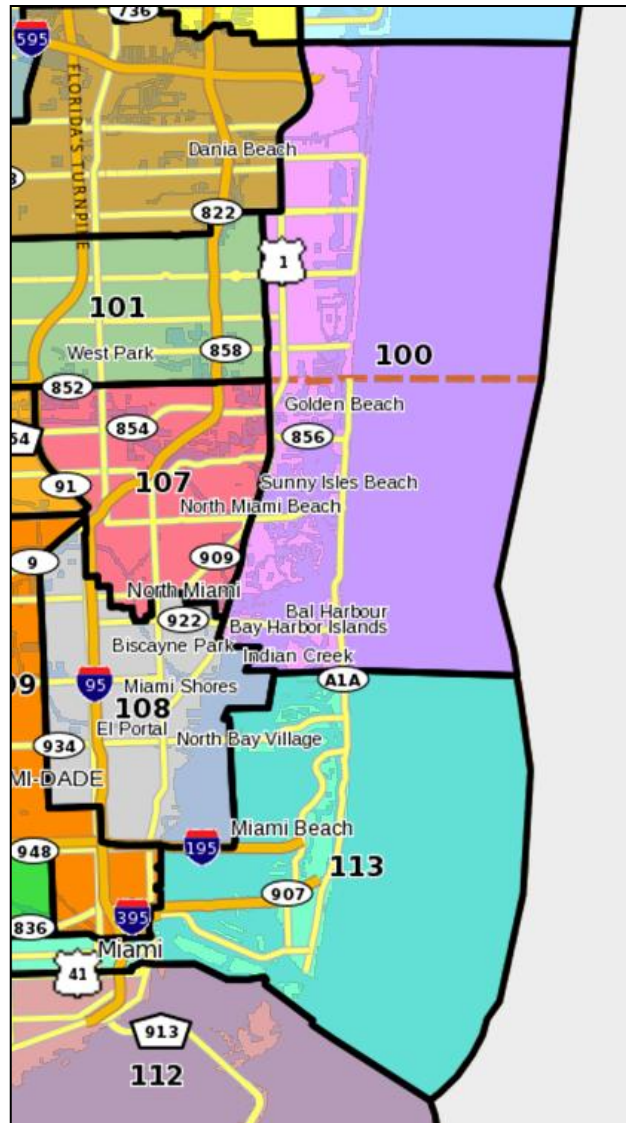 736
595
FLORIDA'S TURNPIKE
Dania Beach
822
1
101
West Park
858
100
852
Golden Beach
854
856
91
107
Sunny Isles Beach
North Miami Beach
9
909
North Miami
922
Bal Harbour
Bay Harbor Islands
Biscayne Park
Indian Creek
A1A
95
Miami Shores
108
El Portal
934
North Bay Village
MI-DADE
Miami Beach
195
948
113
907
395
836
Miami
41
913
112